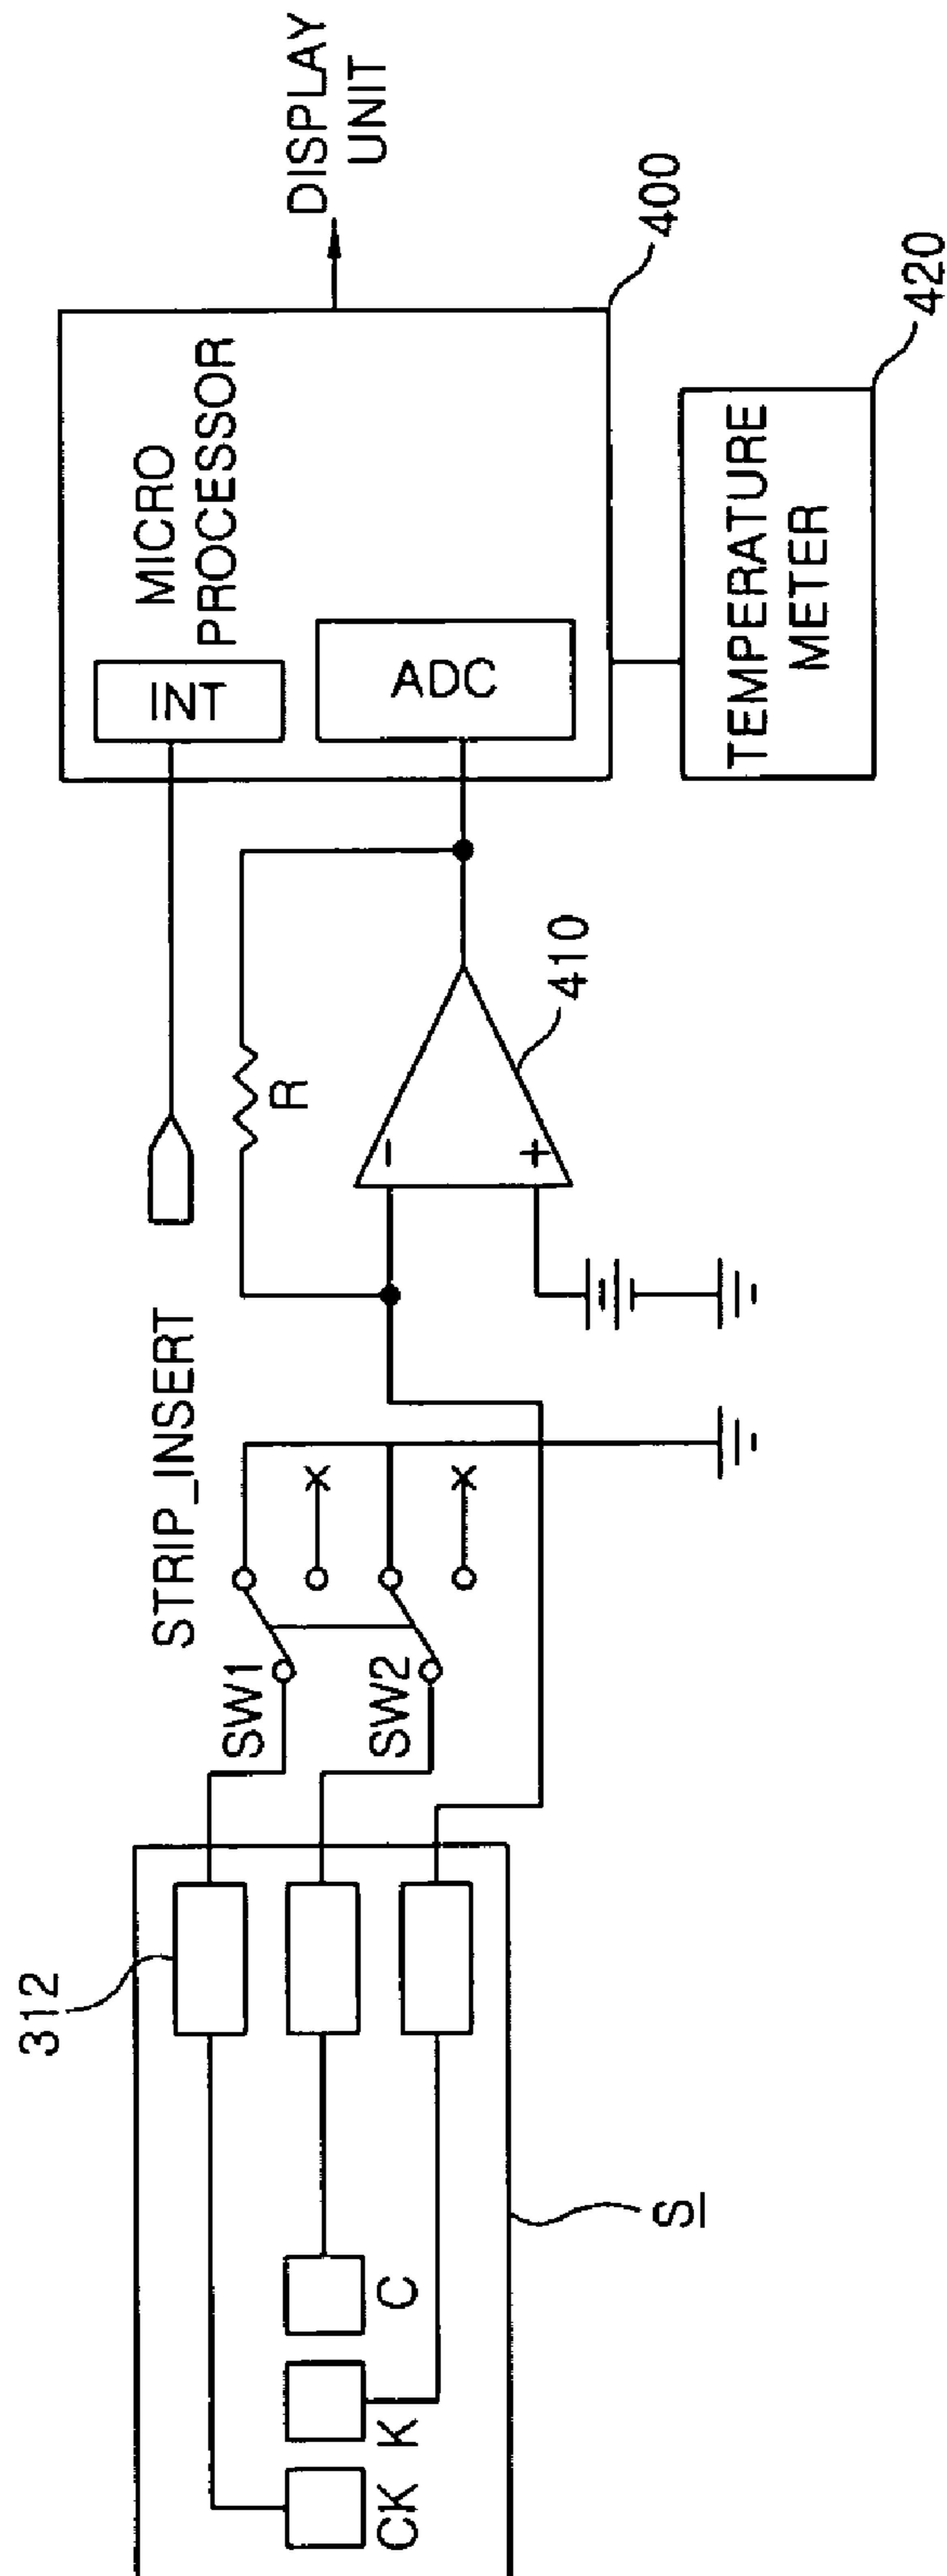 312
CK
K
C
S
SW1
SW2
STRIP_INSERT
x
x
R
-
+
410
INT
MICRO
PROCESSOR
ADC
DISPLAY
UNIT
400
TEMPERATURE
METER
420